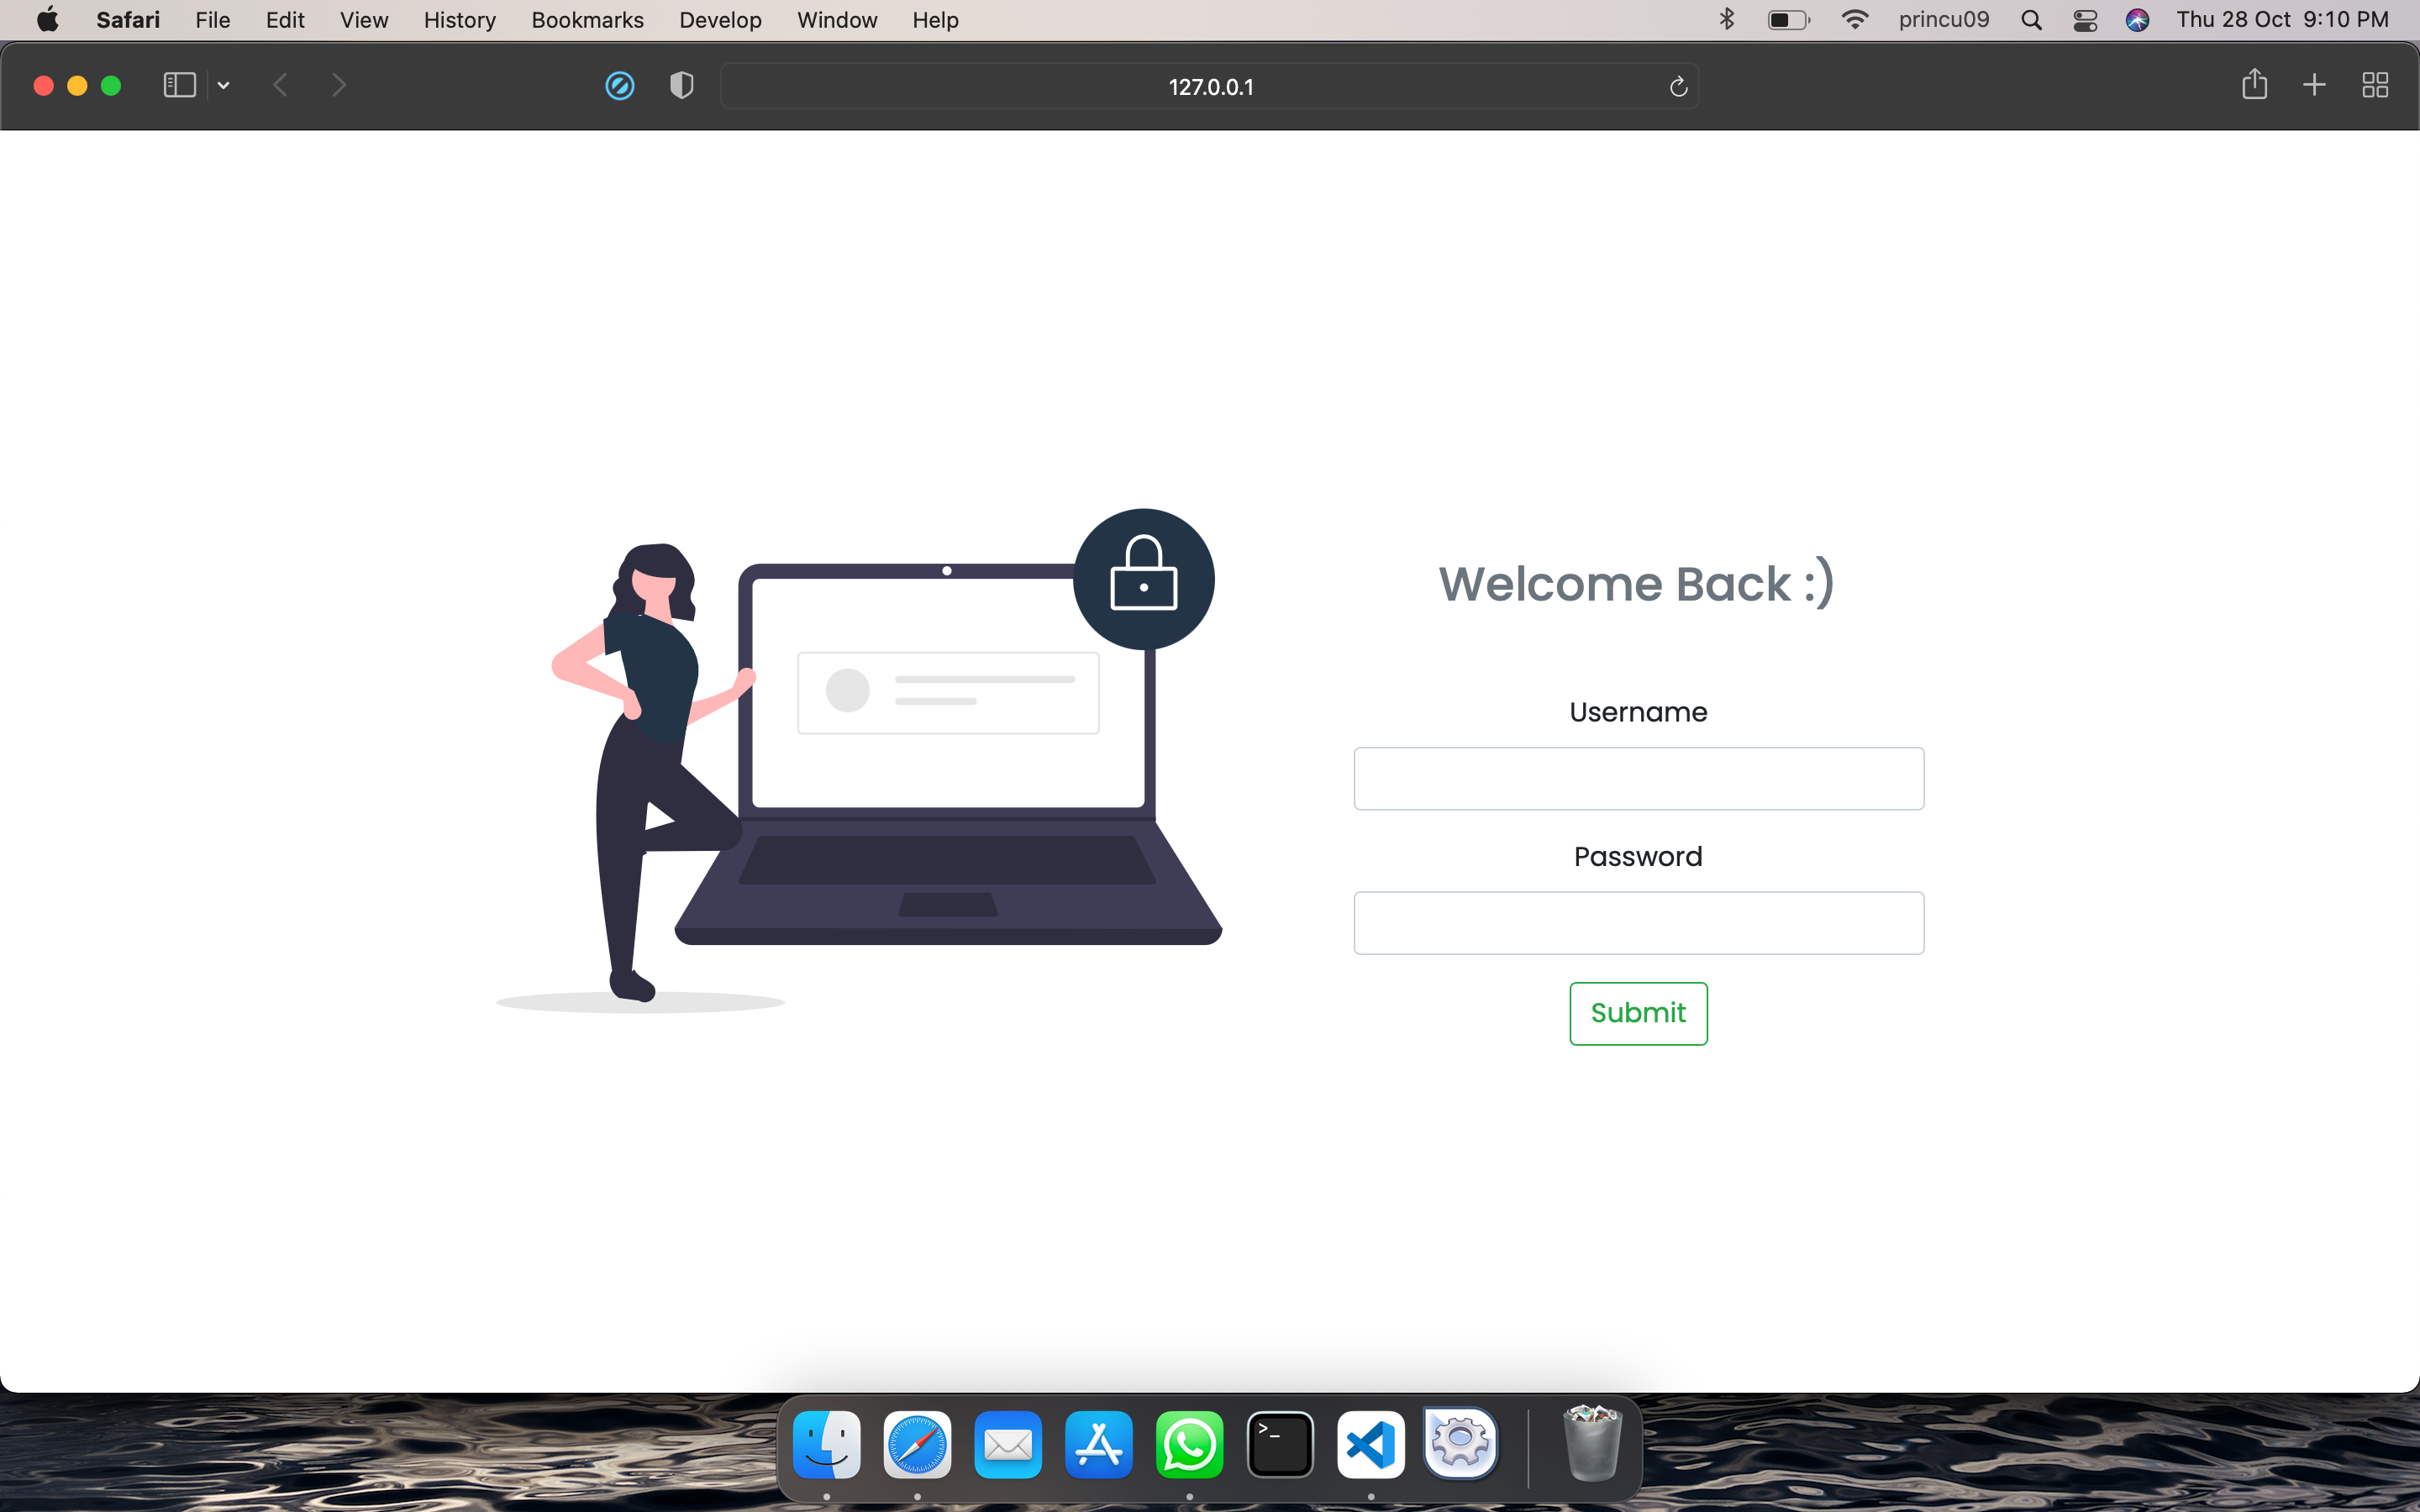 Safari File Edit View History Bookmarks Develop Window Help princu09 Thu 28 Oct 9:10 PM
127.0.0.1
Welcome Back :)
Username
Password
Submit
>_